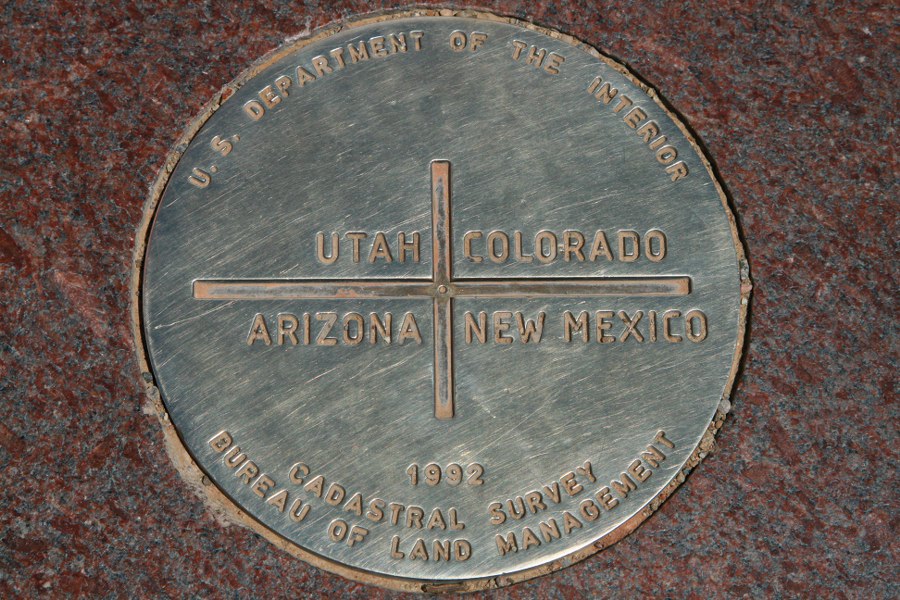 U.S. DEPARTMENT OF THE INTERIOR
UTAH COLORADO
ARIZONA NEW MEXICO
1992
CADASTRAL SURVEY
BUREAU OF LAND MANAGEMENT